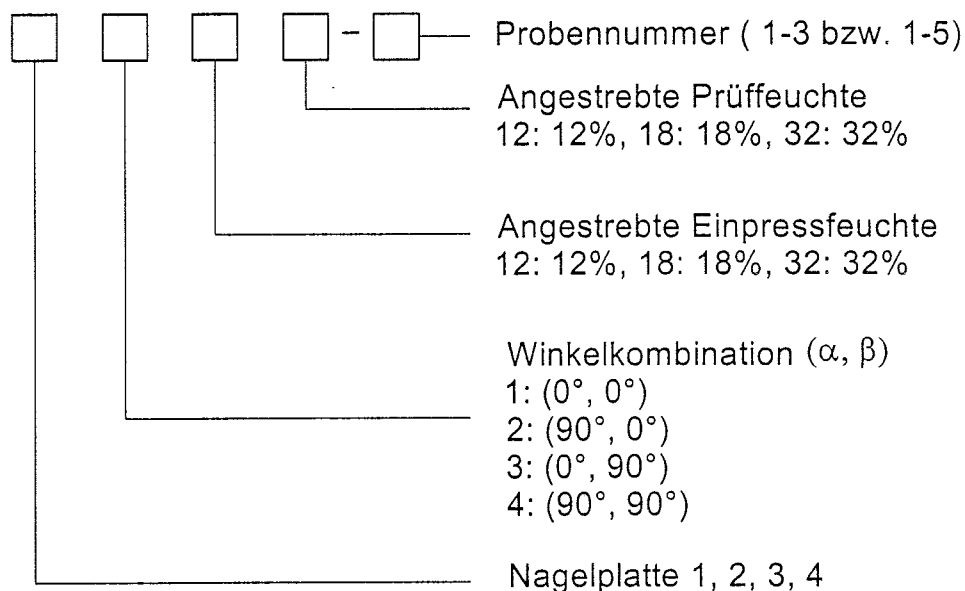 - Probennummer ( 1-3 bzw. 1-5)
Angestrebte Prüffeuchte
12: 12%, 18: 18%, 32: 32%
Angestrebte Einpressfeuchte
12: 12%, 18: 18%, 32: 32%
Winkelkombination (α, β)
1: (0°, 0°)
2: (90°, 0°)
3: (0°, 90°)
4: (90°, 90°)
Nagelplatte 1, 2, 3, 4